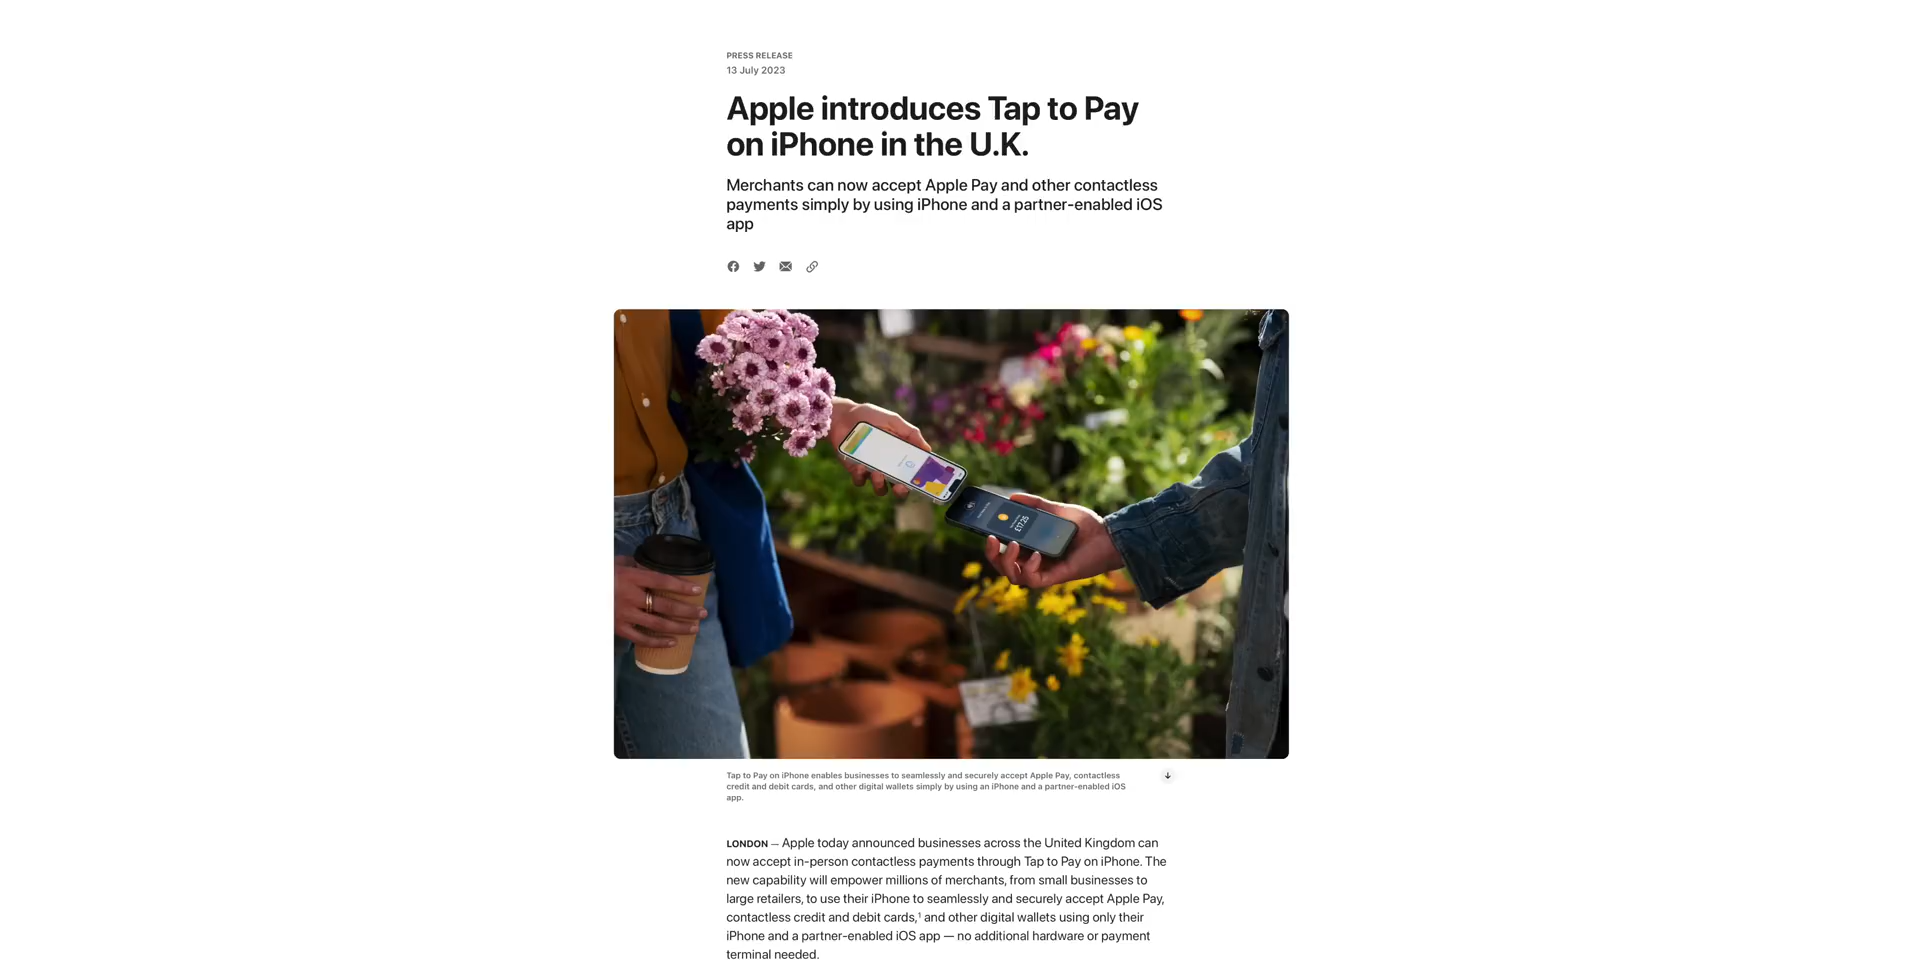 PRESS RELEASE
13 July 2023
Apple introduces Tap to Pay
on iPhone in the U.K.
Merchants can now accept Apple Pay and other contactless
payments simply by using iPhone and a partner-enabled iOS
app
£17.25
Tap to Pay on iPhone enables businesses to seamlessly and securely accept Apple Pay, contactless
credit and debit cards, and other digital wallets simply by using an iPhone and a partner-enabled iOS
app.
LONDON — Apple today announced businesses across the United Kingdom can
now accept in-person contactless payments through Tap to Pay on iPhone. The
new capability will empower millions of merchants, from small businesses to
large retailers, to use their iPhone to seamlessly and securely accept Apple Pay,
contactless credit and debit cards,¹ and other digital wallets using only their
iPhone and a partner-enabled iOS app — no additional hardware or payment
terminal needed.